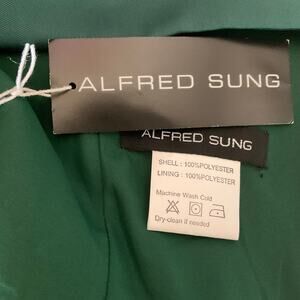 ALFRED SUNG
ALFRED SUNG
SHELL : 100%POLYESTER
LINING : 100%POLYESTER
Machine Wash Cold
Dry-clean if needed